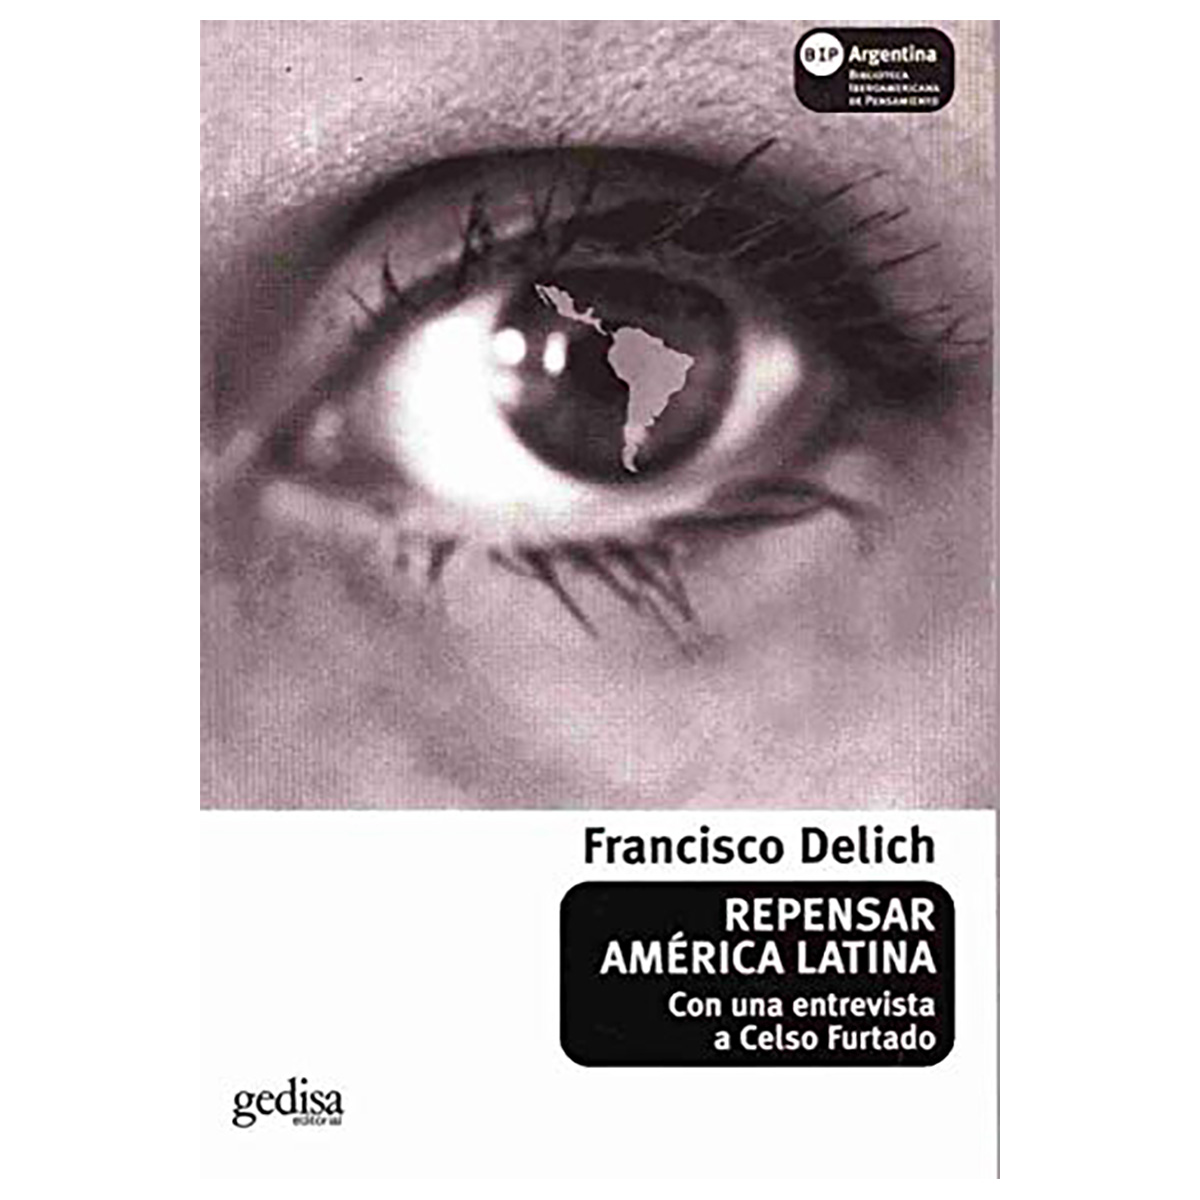 BIP Argentina
BIBLIOTECA
IBEROAMERICANA
DE PENSAMIENTO
Francisco Delich
REPENSAR
AMÉRICA LATINA
Con una entrevista
a Celso Furtado
gedisa
editorial